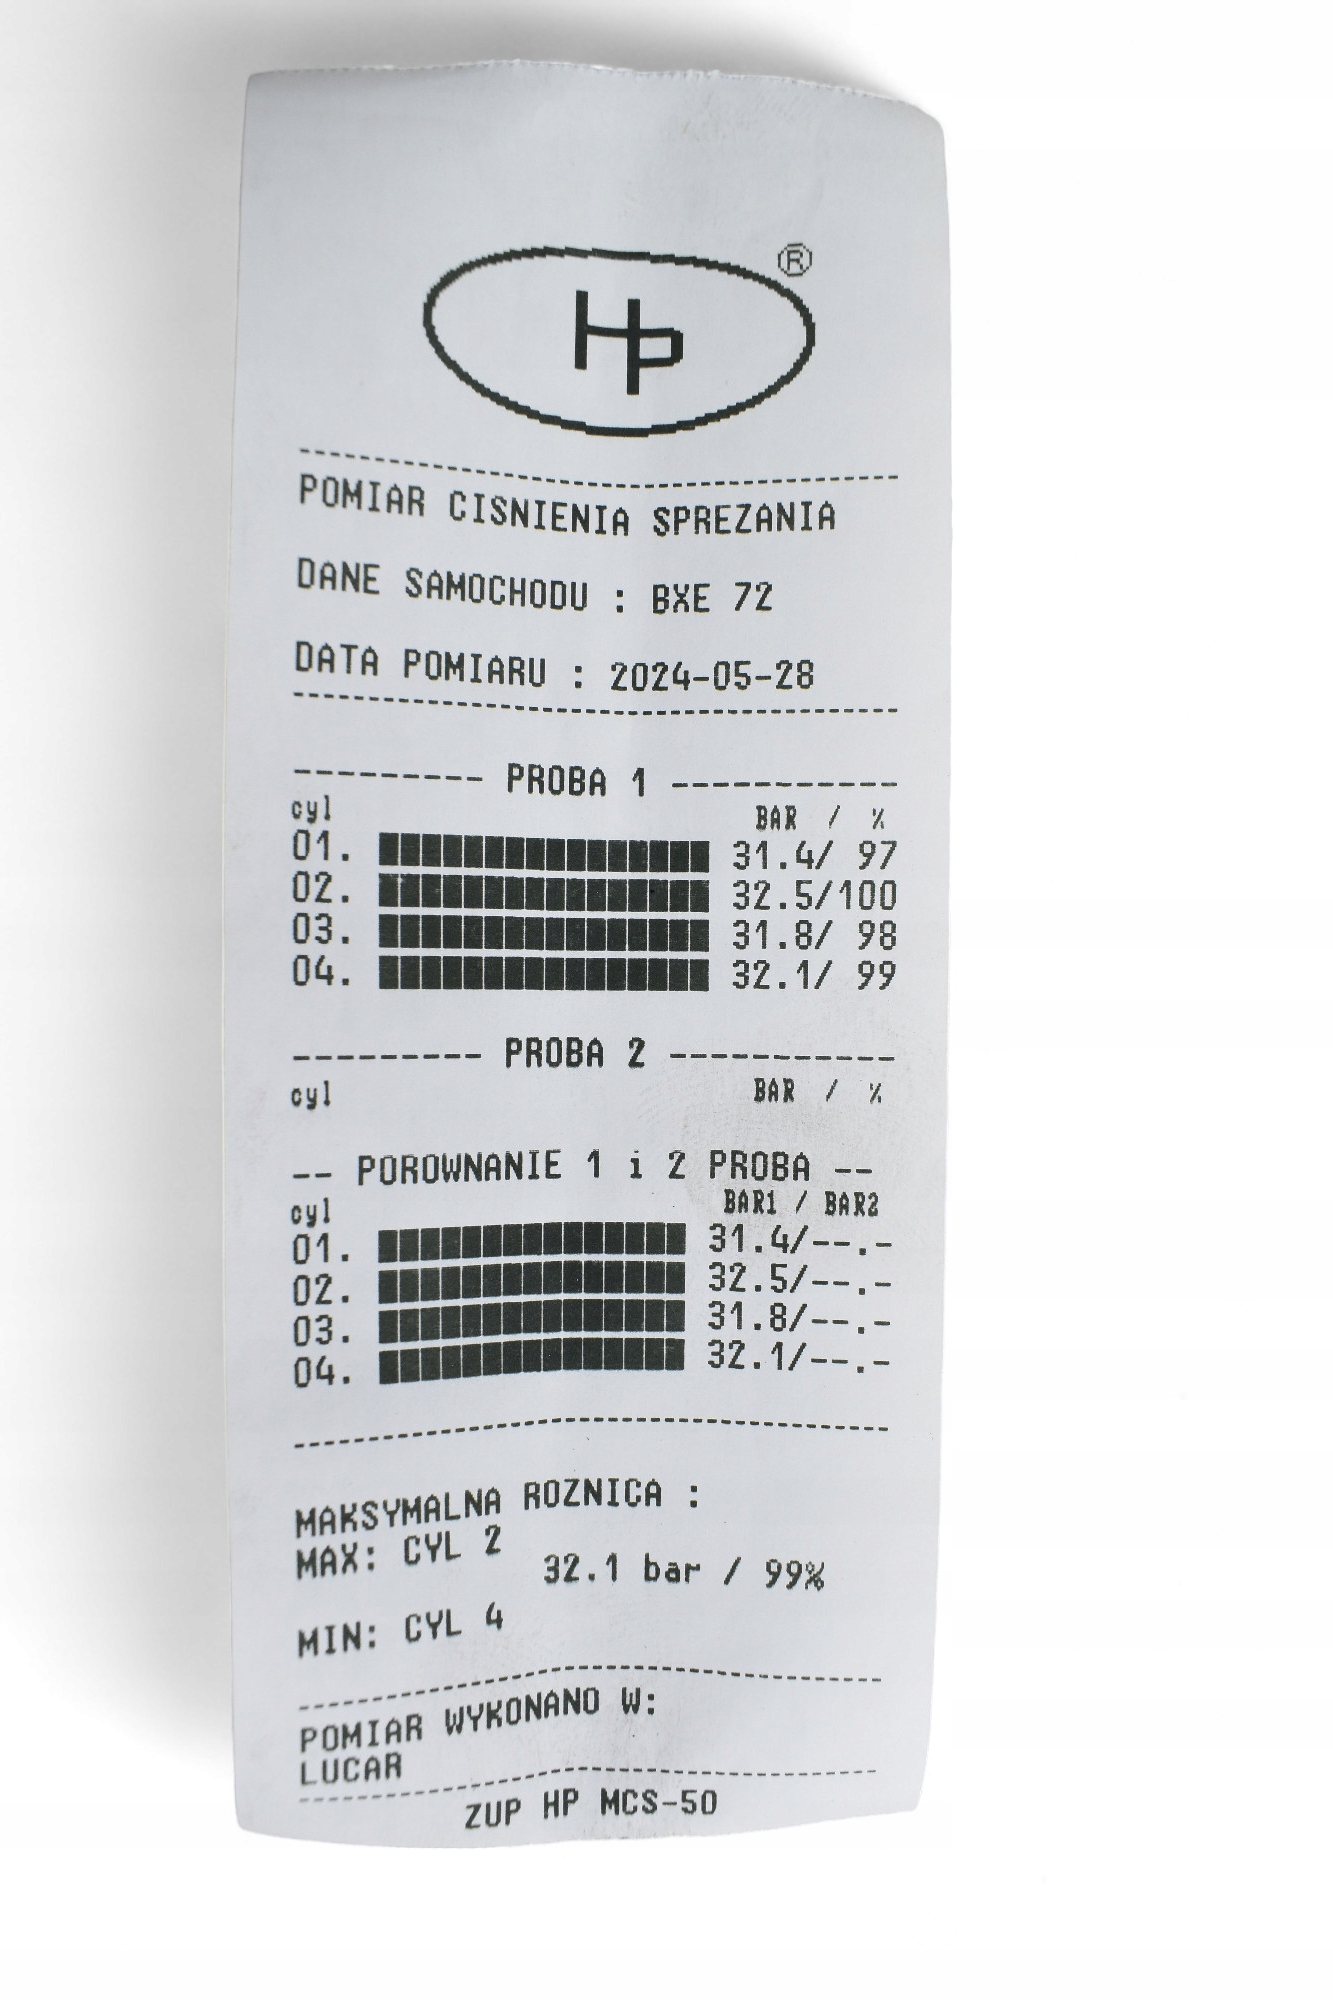 HP ®
POMIAR CISNIENIA SPREZANIA
DANE SAMOCHODU : BXE 72
DATA POMIARU : 2024-05-28
--------- PROBA 1 -----------
cyl BAR / %
01. 31.4/ 97
02. 32.5/100
03. 31.8/ 98
04. 32.1/ 99
--------- PROBA 2 -----------
cyl BAR / %
-- POROWNANIE 1 i 2 PROBA --
cyl BAR1 / BAR2
01. 31.4/--.-
02. 32.5/--.-
03. 31.8/--.-
04. 32.1/--.-
MAKSYMALNA ROZNICA :
MAX: CYL 2
32.1 bar / 99%
MIN: CYL 4
POMIAR WYKONANO W:
LUCAR
ZUP HP MCS-50